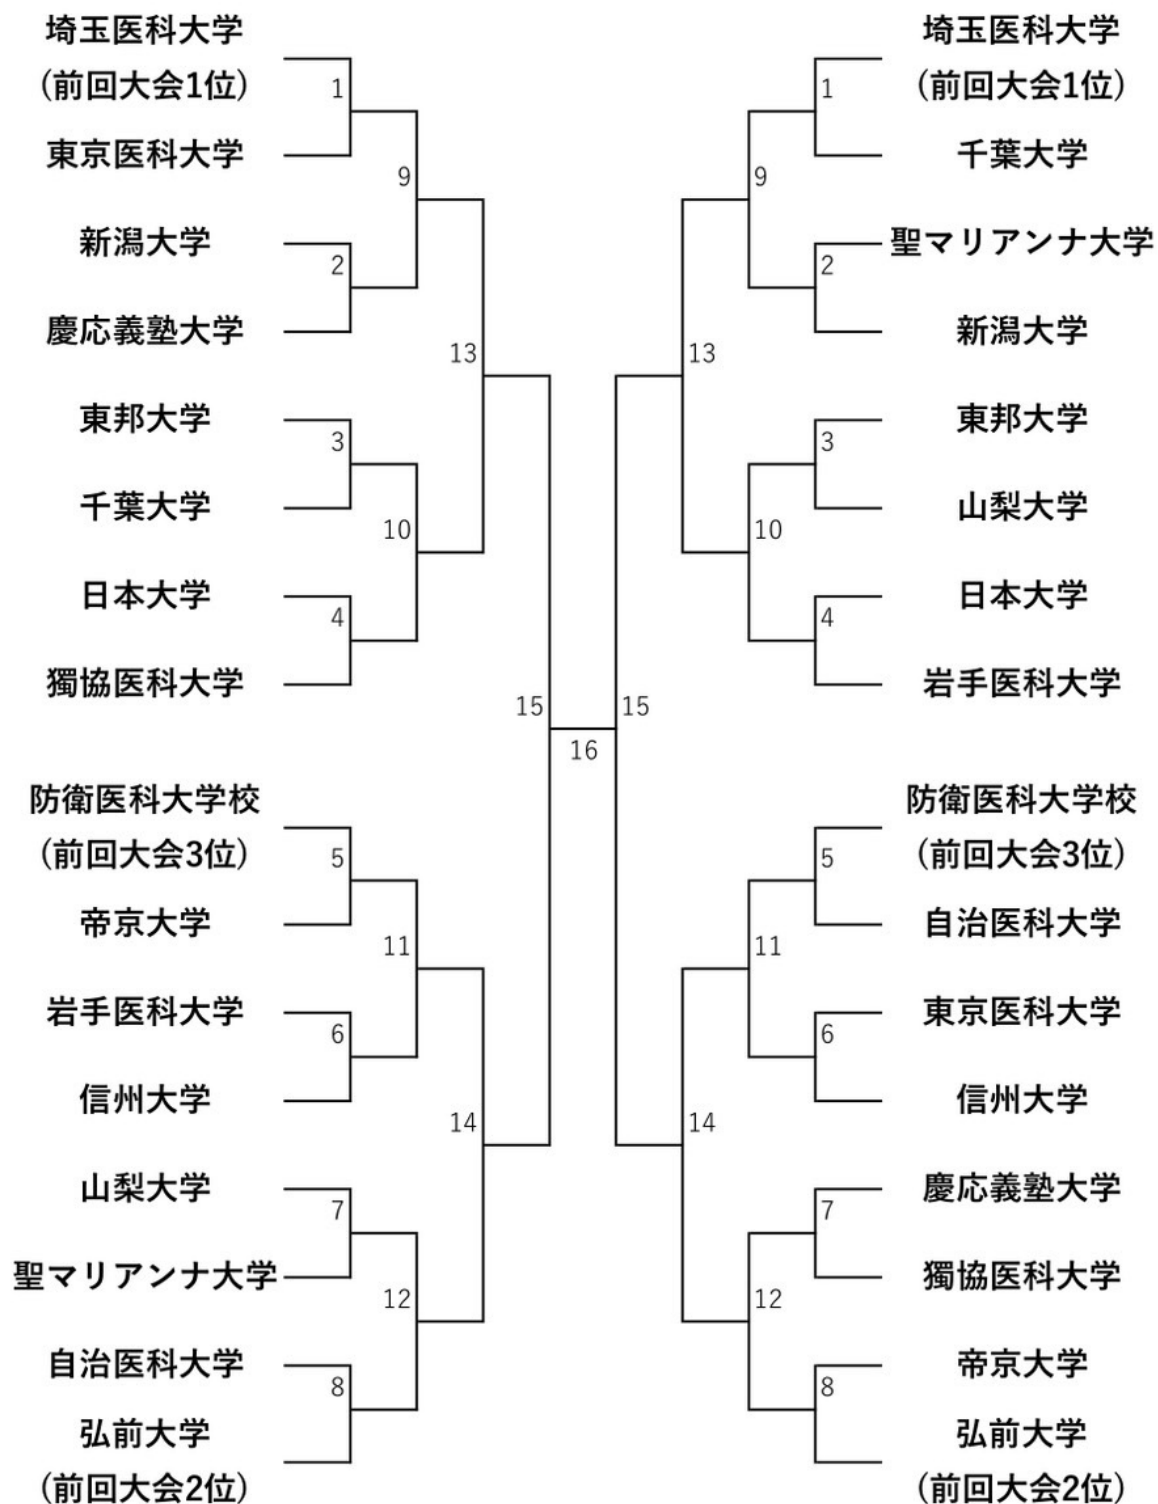 埼玉医科大学
(前回大会1位)
1
東京医科大学
9
新潟大学
2
慶応義塾大学
13
東邦大学
3
千葉大学
10
日本大学
4
獨協医科大学
15
防衛医科大学校
(前回大会3位)
5
帝京大学
11
岩手医科大学
6
信州大学
14
山梨大学
7
聖マリアンナ大学
12
自治医科大学
8
弘前大学
(前回大会2位)
16
埼玉医科大学
(前回大会1位)
1
千葉大学
9
聖マリアンナ大学
2
新潟大学
13
東邦大学
3
山梨大学
10
日本大学
4
岩手医科大学
15
防衛医科大学校
(前回大会3位)
5
自治医科大学
11
東京医科大学
6
信州大学
14
慶応義塾大学
7
獨協医科大学
12
帝京大学
8
弘前大学
(前回大会2位)